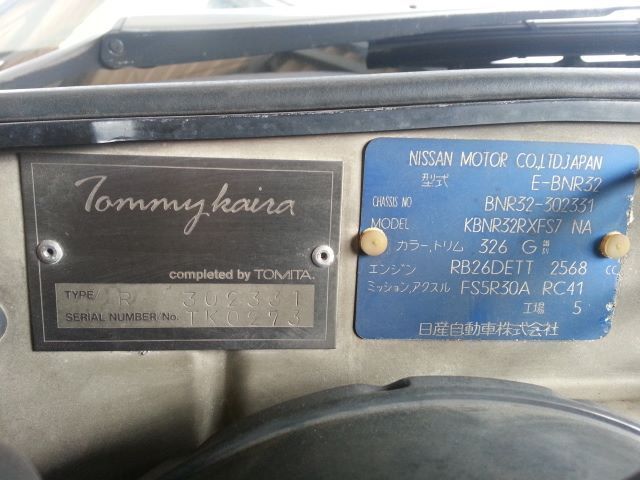 Tommykaira
completed by TOMITA.
TYPE R 302331
SERIAL NUMBER/No. TK0273
NISSAN MOTOR CO.,LTD.JAPAN
型式 E-BNR32
CHASSIS NO BNR32-302331
MODEL KBNR32RXFS7 NA
カラー,トリム 326 G
エンジン RB26DETT 2568 cc
ミッション,アクスル FS5R30A RC41
工場 5
日産自動車株式会社